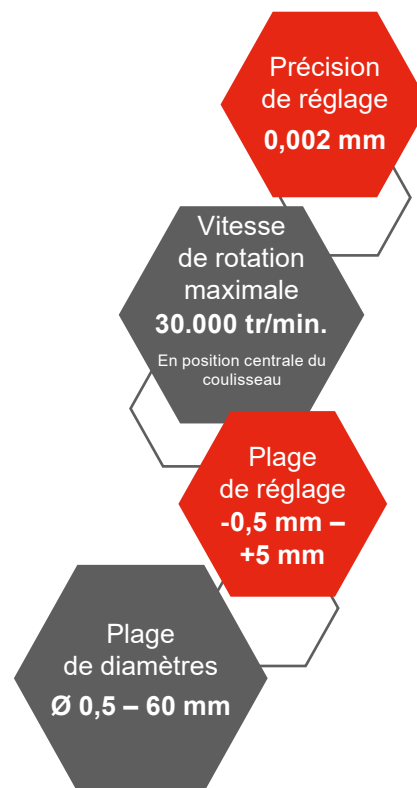 Précision
de réglage
0,002 mm
Vitesse
de rotation
maximale
30.000 tr/min.
En position centrale du
coulisseau
Plage
de réglage
-0,5 mm –
+5 mm
Plage
de diamètres
Ø 0,5 – 60 mm